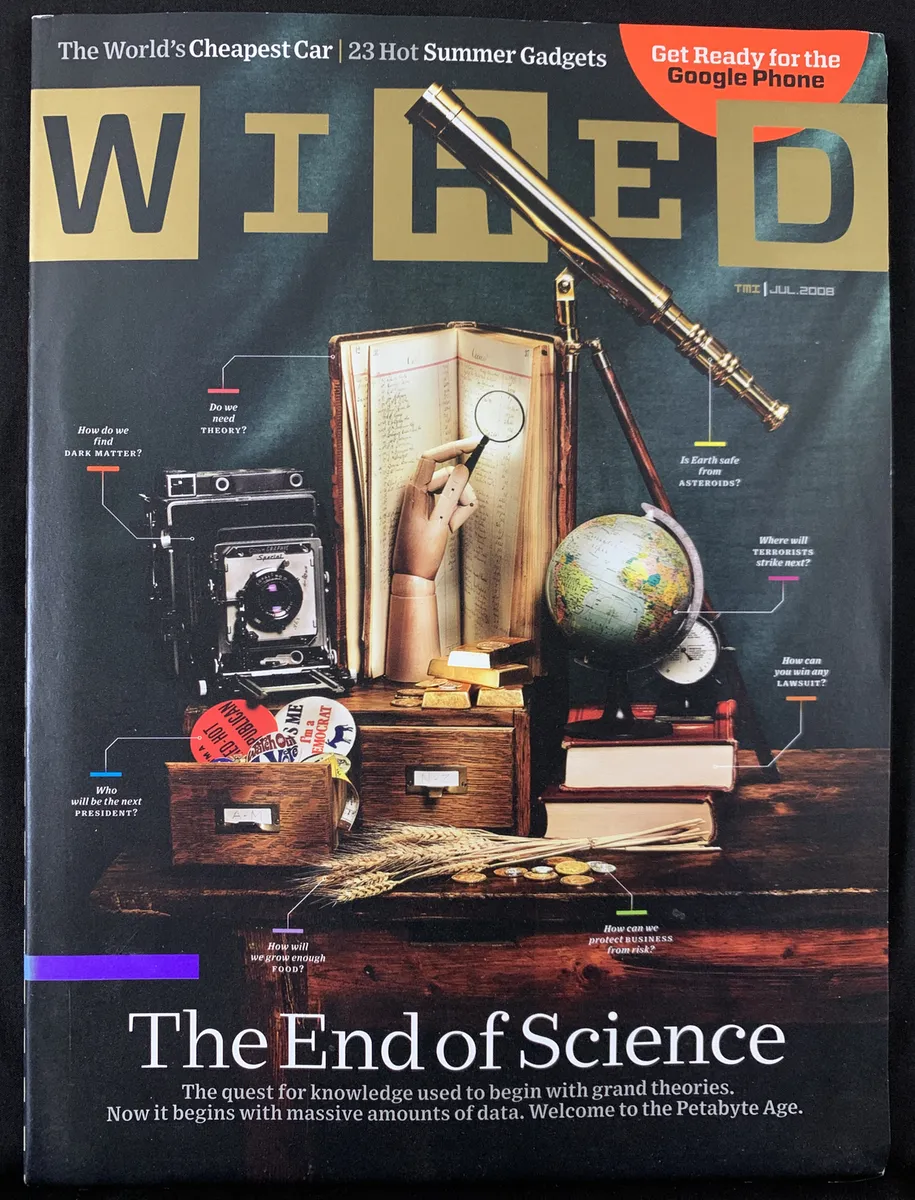 The World's Cheapest Car | 23 Hot Summer Gadgets
Get Ready for the
Google Phone
WIRED
TMI | JUL.2008
Do we
need
THEORY?
How do we
find
DARK MATTER?
Is Earth safe
from
ASTEROIDS?
Where will
TERRORISTS
strike next?
How can
you win any
LAWSUIT?
Who
will be the next
PRESIDENT?
I'm a
DEMOCRAT
A-M
N-Z
How will
we grow enough
FOOD?
How can we
protect BUSINESS
from risk?
The End of Science
The quest for knowledge used to begin with grand theories.
Now it begins with massive amounts of data. Welcome to the Petabyte Age.